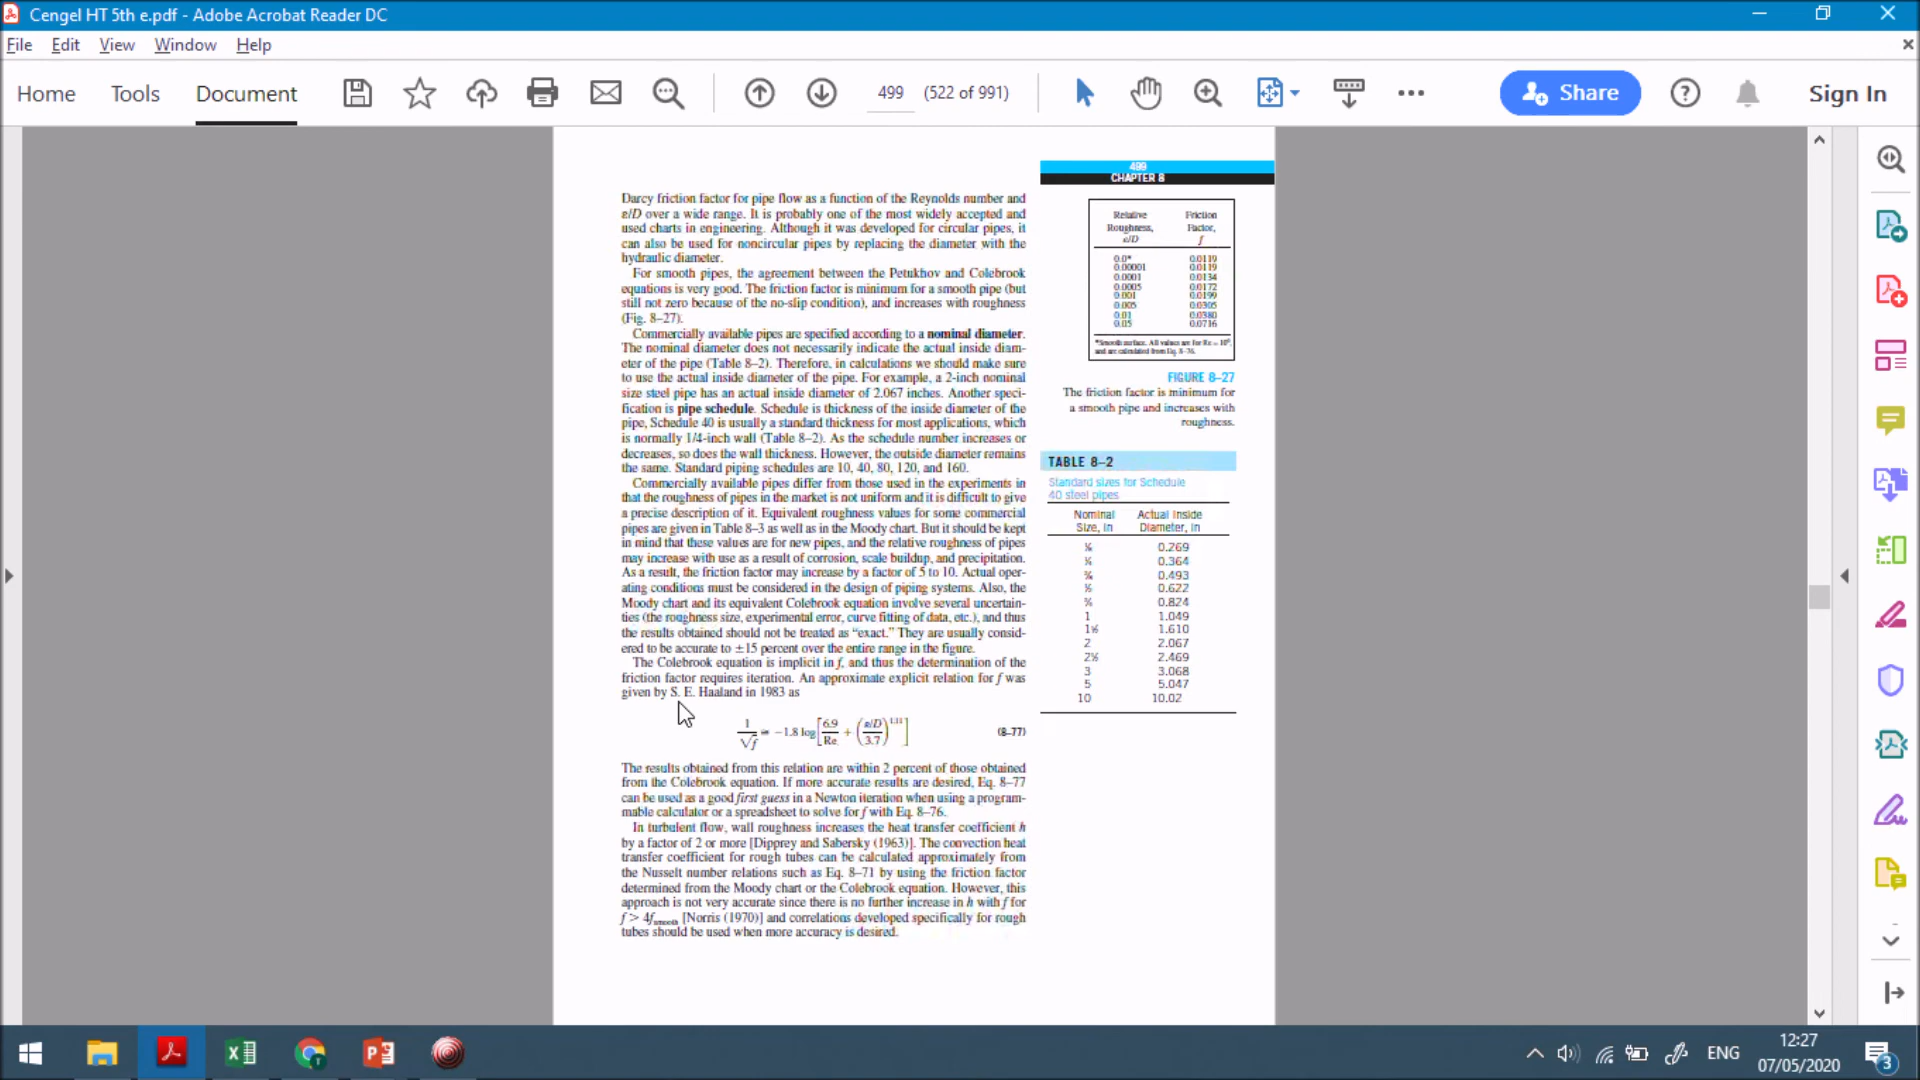 Cengel HT 5th e.pdf - Adobe Acrobat Reader DC
File Edit View Window Help
Home Tools Document 499 (522 of 991) Share Sign In
499
CHAPTER 8
Darcy friction factor for pipe flow as a function of the Reynolds number and
ε/D over a wide range. It is probably one of the most widely accepted and
used charts in engineering. Although it was developed for circular pipes, it
can also be used for noncircular pipes by replacing the diameter with the
hydraulic diameter.
For smooth pipes, the agreement between the Petukhov and Colebrook
equations is very good. The friction factor is minimum for a smooth pipe (but
still not zero because of the no-slip condition), and increases with roughness
(Fig. 8–27).
Commercially available pipes are specified according to a nominal diameter.
The nominal diameter does not necessarily indicate the actual inside diam-
eter of the pipe (Table 8–2). Therefore, in calculations we should make sure
to use the actual inside diameter of the pipe. For example, a 2-inch nominal
size steel pipe has an actual inside diameter of 2.067 inches. Another speci-
fication is pipe schedule. Schedule is thickness of the inside diameter of the
pipe, Schedule 40 is usually a standard thickness for most applications, which
is normally 1/4-inch wall (Table 8–2). As the schedule number increases or
decreases, so does the wall thickness. However, the outside diameter remains
the same. Standard piping schedules are 10, 40, 80, 120, and 160.
Commercially available pipes differ from those used in the experiments in
that the roughness of pipes in the market is not uniform and it is difficult to give
a precise description of it. Equivalent roughness values for some commercial
pipes are given in Table 8–3 as well as in the Moody chart. But it should be kept
in mind that these values are for new pipes, and the relative roughness of pipes
may increase with use as a result of corrosion, scale buildup, and precipitation.
As a result, the friction factor may increase by a factor of 5 to 10. Actual oper-
ating conditions must be considered in the design of piping systems. Also, the
Moody chart and its equivalent Colebrook equation involve several uncertain-
ties (the roughness size, experimental error, curve fitting of data, etc.), and thus
the results obtained should not be treated as “exact.” They are usually consid-
ered to be accurate to ±15 percent over the entire range in the figure.
The Colebrook equation is implicit in f, and thus the determination of the
friction factor requires iteration. An approximate explicit relation for f was
given by S. E. Haaland in 1983 as
1/√f ≅ −1.8 log[6.9/Re + ((ε/D)/3.7)^1.11] (8–77)
The results obtained from this relation are within 2 percent of those obtained
from the Colebrook equation. If more accurate results are desired, Eq. 8–77
can be used as a good first guess in a Newton iteration when using a program-
mable calculator or a spreadsheet to solve for f with Eq. 8–76.
In turbulent flow, wall roughness increases the heat transfer coefficient h
by a factor of 2 or more [Dipprey and Sabersky (1963)]. The convection heat
transfer coefficient for rough tubes can be calculated approximately from
the Nusselt number relations such as Eq. 8–71 by using the friction factor
determined from the Moody chart or the Colebrook equation. However, this
approach is not very accurate since there is no further increase in h with f for
f > 4fsmooth [Norris (1970)] and correlations developed specifically for rough
tubes should be used when more accuracy is desired.
Relative Friction
Roughness, Factor,
ε/D f
0.0* 0.0119
0.00001 0.0119
0.0001 0.0134
0.0005 0.0172
0.001 0.0199
0.005 0.0305
0.01 0.0380
0.05 0.0716
*Smooth surface. All values are for Re = 10⁶,
and are calculated from Eq. 8–76.
FIGURE 8–27
The friction factor is minimum for
a smooth pipe and increases with
roughness.
TABLE 8–2
Standard sizes for Schedule
40 steel pipes
Nominal Actual Inside
Size, in Diameter, in
0.269
0.364
0.493
0.622
0.824
1 1.049
1½ 1.610
2 2.067
2½ 2.469
3 3.068
5 5.047
10 10.02
ENG
12:27
07/05/2020
3